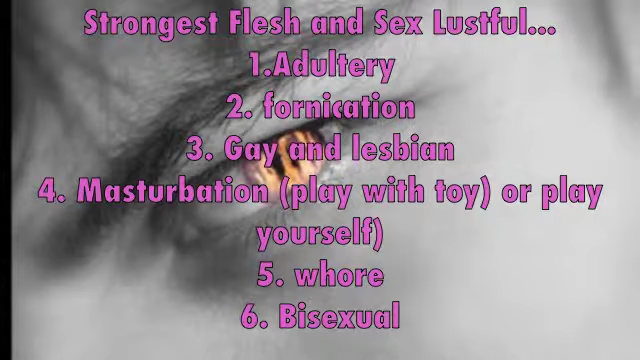 Strongest Flesh and Sex Lustful...
1.Adultery
2. fornication
3. Gay and lesbian
4. Masturbation (play with toy) or play
yourself)
5. whore
6. Bisexual